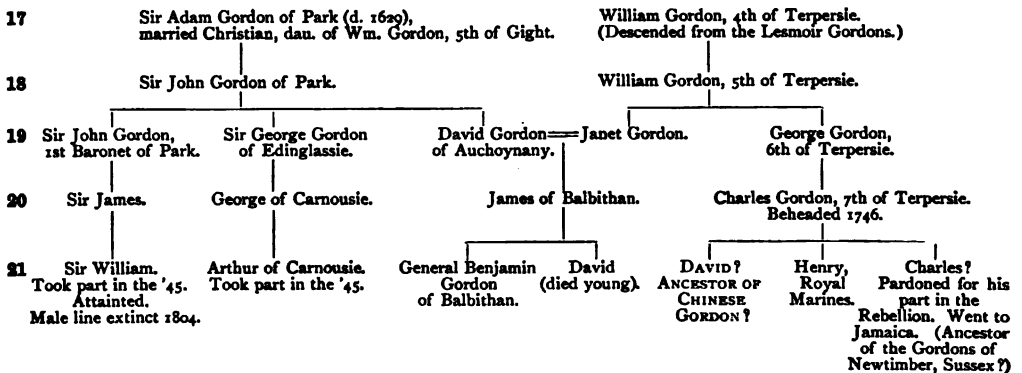 17 Sir Adam Gordon of Park (d. 1629), William Gordon, 4th of Terpersie.
married Christian, dau. of Wm. Gordon, 5th of Gight. (Descended from the Lesmoir Gordons.)
18 Sir John Gordon of Park. William Gordon, 5th of Terpersie.
19 Sir John Gordon, Sir George Gordon David Gordon Janet Gordon. George Gordon,
1st Baronet of Park. of Edinglassie. of Auchoynany. 6th of Terpersie.
20 Sir James. George of Carnousie. James of Balbithan. Charles Gordon, 7th of Terpersie.
Beheaded 1746.
21 Sir William. Arthur of Carnousie. General Benjamin David DAVID? Henry, Charles?
Took part in the '45. Took part in the '45. Gordon (died young). ANCESTOR OF Royal Pardoned for his
Attainted. of Balbithan. CHINESE Marines. part in the
Male line extinct 1804. GORDON? Rebellion. Went to
Jamaica. (Ancestor
of the Gordons of
Newtimber, Sussex?)